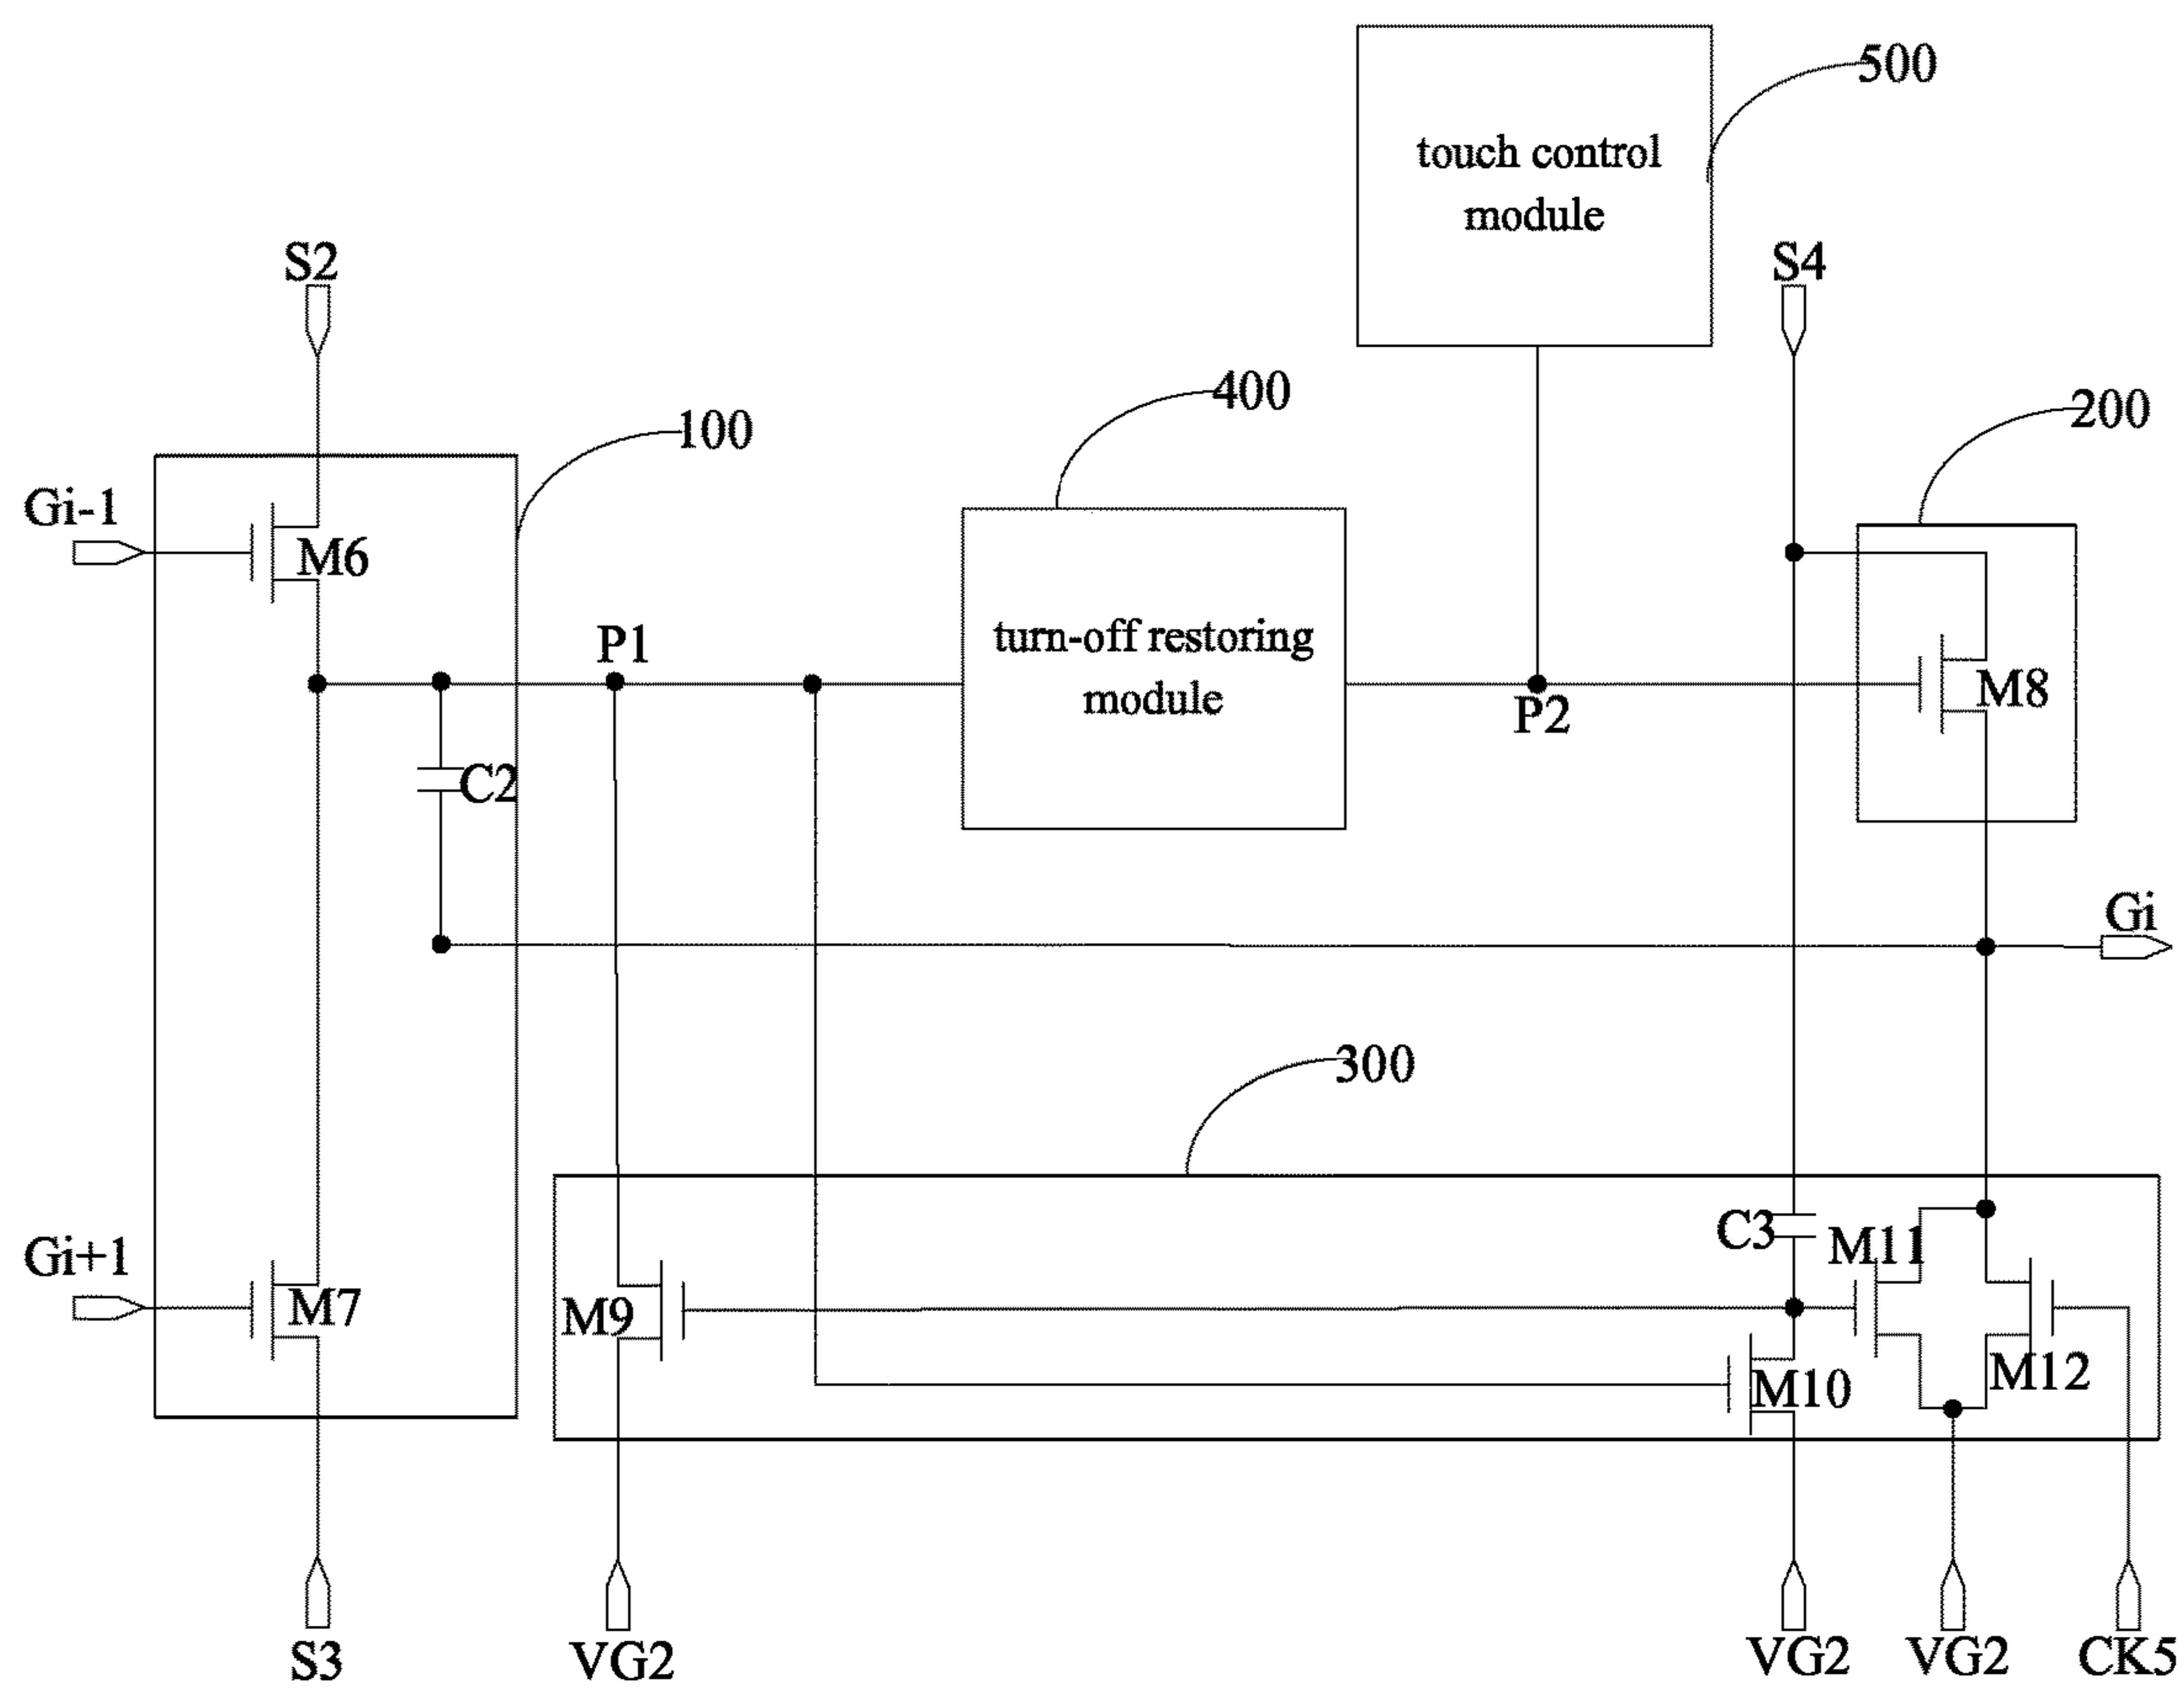 500
touch control
module
S2
S4
400
200
100
Gi-1
M6
P1
turn-off restoring
module
M8
P2
C2
Gi
300
C3
M11
Gi+1
M7
M9
M12
M10
S3
VG2
VG2
VG2
CK5